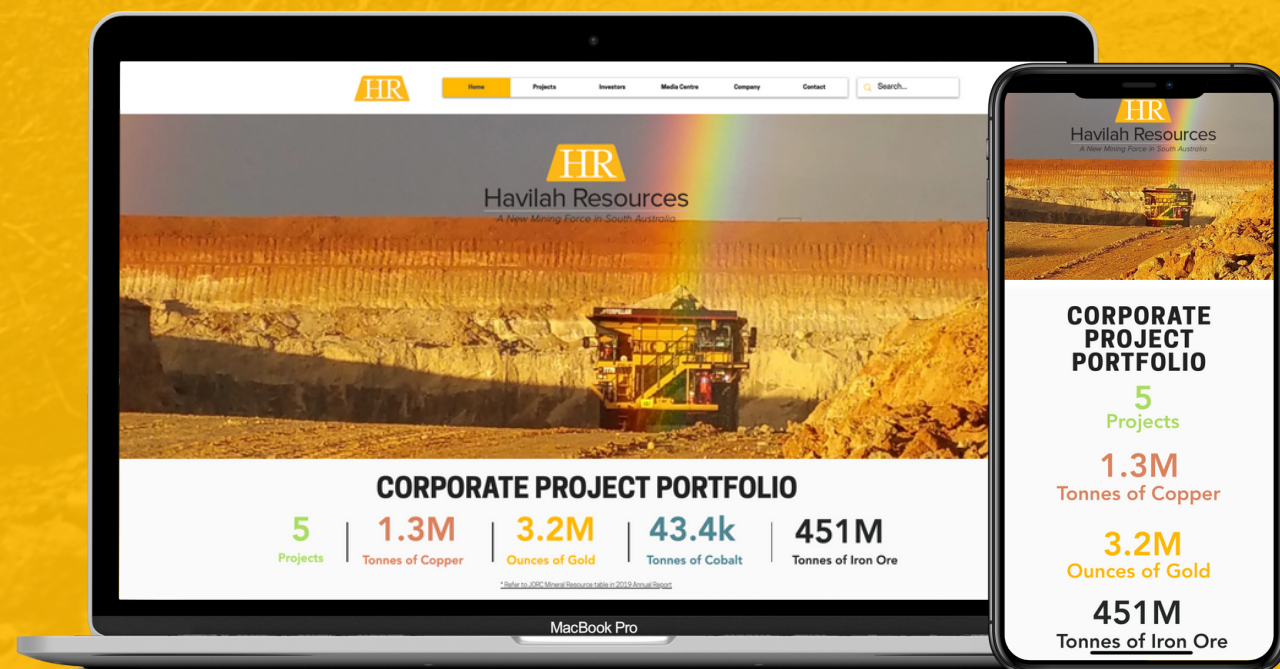 HR
Home Projects Investors Media Centre Company Contact Search...
HR
Havilah Resources
A New Mining Force in South Australia
CATERPILLAR
CORPORATE PROJECT PORTFOLIO
5
Projects
1.3M
Tonnes of Copper
3.2M
Ounces of Gold
43.4k
Tonnes of Cobalt
451M
Tonnes of Iron Ore
* Refer to JORC Mineral Resource table in 2019 Annual Report
MacBook Pro
HR
Havilah Resources
A New Mining Force in South Australia
CORPORATE
PROJECT
PORTFOLIO
5
Projects
1.3M
Tonnes of Copper
3.2M
Ounces of Gold
451M
Tonnes of Iron Ore